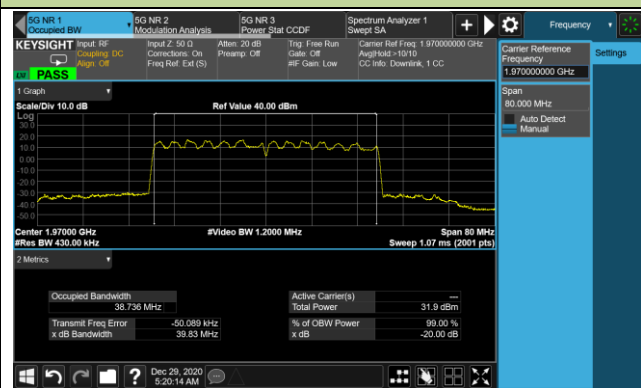 5G NR 1
Occupied BW
5G NR 2
Modulation Analysis
5G NR 3
Power Stat CCDF
Spectrum Analyzer 1
Swept SA
Frequency
KEYSIGHT
Input: RF
Coupling: DC
Align: Off
Input Z: 50 Ω
Corrections: On
Freq Ref: Ext (S)
Atten: 20 dB
Preamp: Off
Trig: Free Run
Gate: Off
#IF Gain: Low
Carrier Ref Freq: 1.970000000 GHz
Avg|Hold:>10/10
CC Info: Downlink, 1 CC
LXI
PASS
Carrier Reference
Frequency
1.970000000 GHz
Settings
Span
80.000 MHz
Auto Detect
Manual
1 Graph
Scale/Div 10.0 dB
Ref Value 40.00 dBm
Log
30.0
20.0
10.0
0.00
-10.0
-20.0
-30.0
-40.0
-50.0
Center 1.97000 GHz
#Video BW 1.2000 MHz
Span 80 MHz
#Res BW 430.00 kHz
Sweep 1.07 ms (2001 pts)
2 Metrics
Occupied Bandwidth
38.736 MHz
Transmit Freq Error
-50.089 kHz
x dB Bandwidth
39.83 MHz
Active Carrier(s)
---
Total Power
31.9 dBm
% of OBW Power
99.00 %
x dB
-20.00 dB
?
Dec 29, 2020
5:20:14 AM